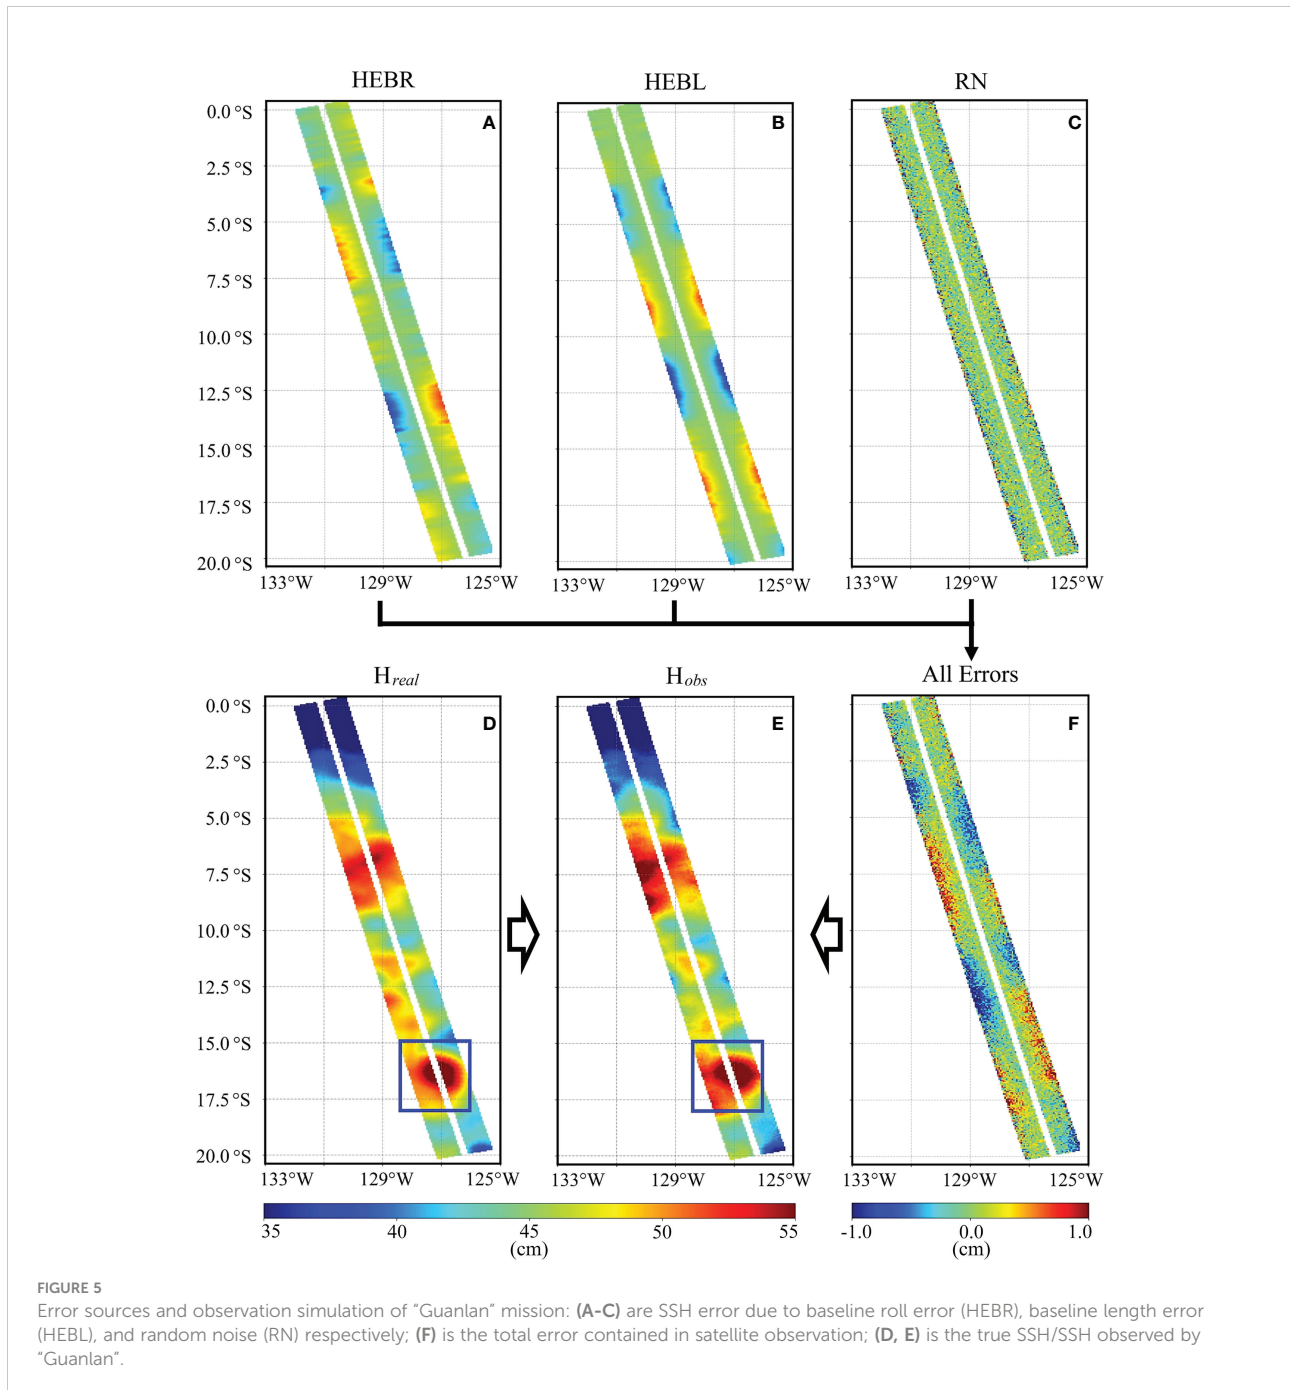 HEBR
HEBL
RN
A
B
C
0.0 °S
2.5 °S
5.0 °S
7.5 °S
10.0 °S
12.5 °S
15.0 °S
17.5 °S
20.0 °S
133°W 129°W 125°W
133°W 129°W 125°W
133°W 129°W 125°W
Hreal
Hobs
All Errors
D
E
F
0.0 °S
2.5 °S
5.0 °S
7.5 °S
10.0 °S
12.5 °S
15.0 °S
17.5 °S
20.0 °S
133°W 129°W 125°W
133°W 129°W 125°W
133°W 129°W 125°W
35 40 45 50 55
(cm)
-1.0 0.0 1.0
(cm)
FIGURE 5
Error sources and observation simulation of “Guanlan” mission: (A-C) are SSH error due to baseline roll error (HEBR), baseline length error
(HEBL), and random noise (RN) respectively; (F) is the total error contained in satellite observation; (D, E) is the true SSH/SSH observed by
“Guanlan”.